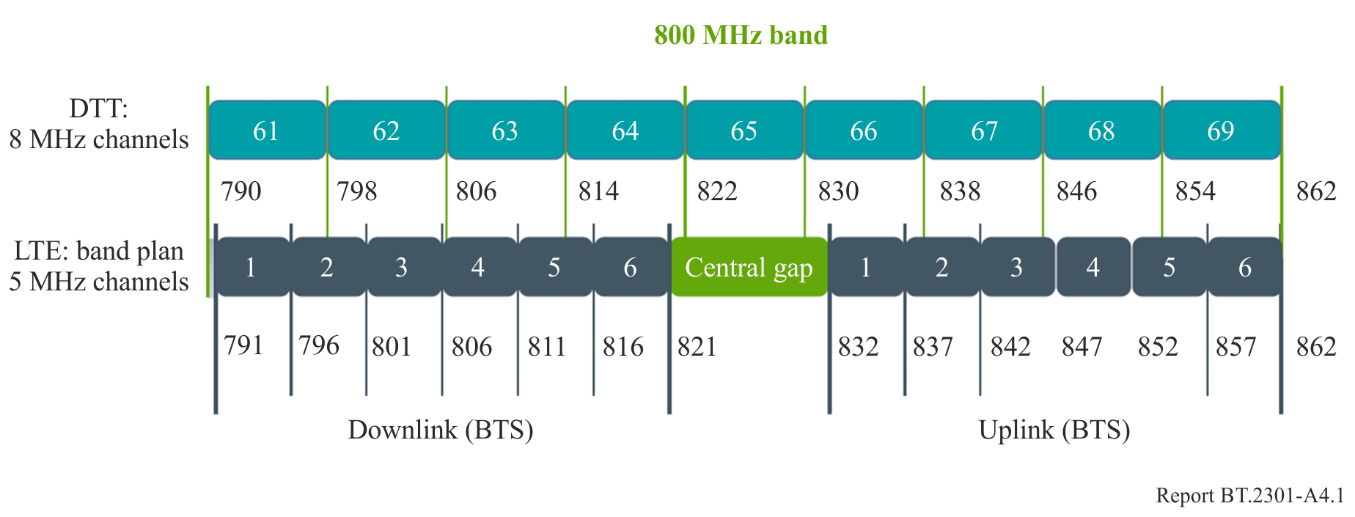 800 MHz band
DTT:
8 MHz channels
61 62 63 64 65 66 67 68 69
790 798 806 814 822 830 838 846 854 862
LTE: band plan
5 MHz channels
1 2 3 4 5 6 Central gap 1 2 3 4 5 6
791 796 801 806 811 816 821 832 837 842 847 852 857 862
Downlink (BTS) Uplink (BTS)
Report BT.2301-A4.1